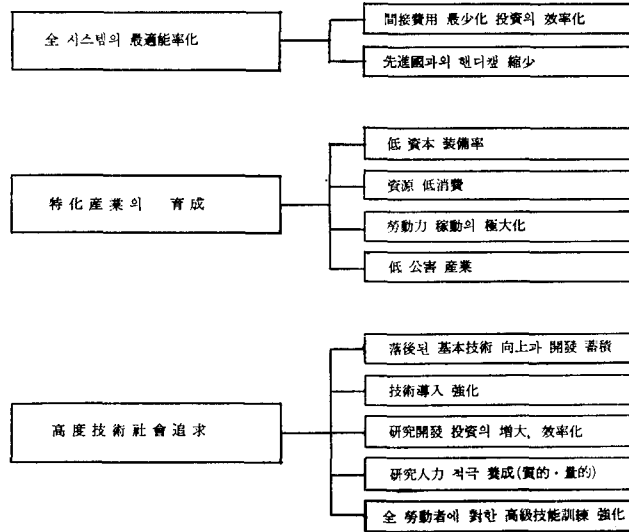 全 시스템의 最適能率化
間接費用 最少化 投資의 效率化
先進國과의 핸디캪 縮少
特化産業의 育成
低 資本 装備率
資源 低消費
勞動力 稼動의 極大化
低 公害 産業
高度技術社會追求
落後된 基本技術 向上과 開發 蓄積
技術導入 強化
研究開發 投資의 增大, 效率化
研究人力 적극 養成(質的·量的)
全 勞動者에 對한 高級技能訓練 強化